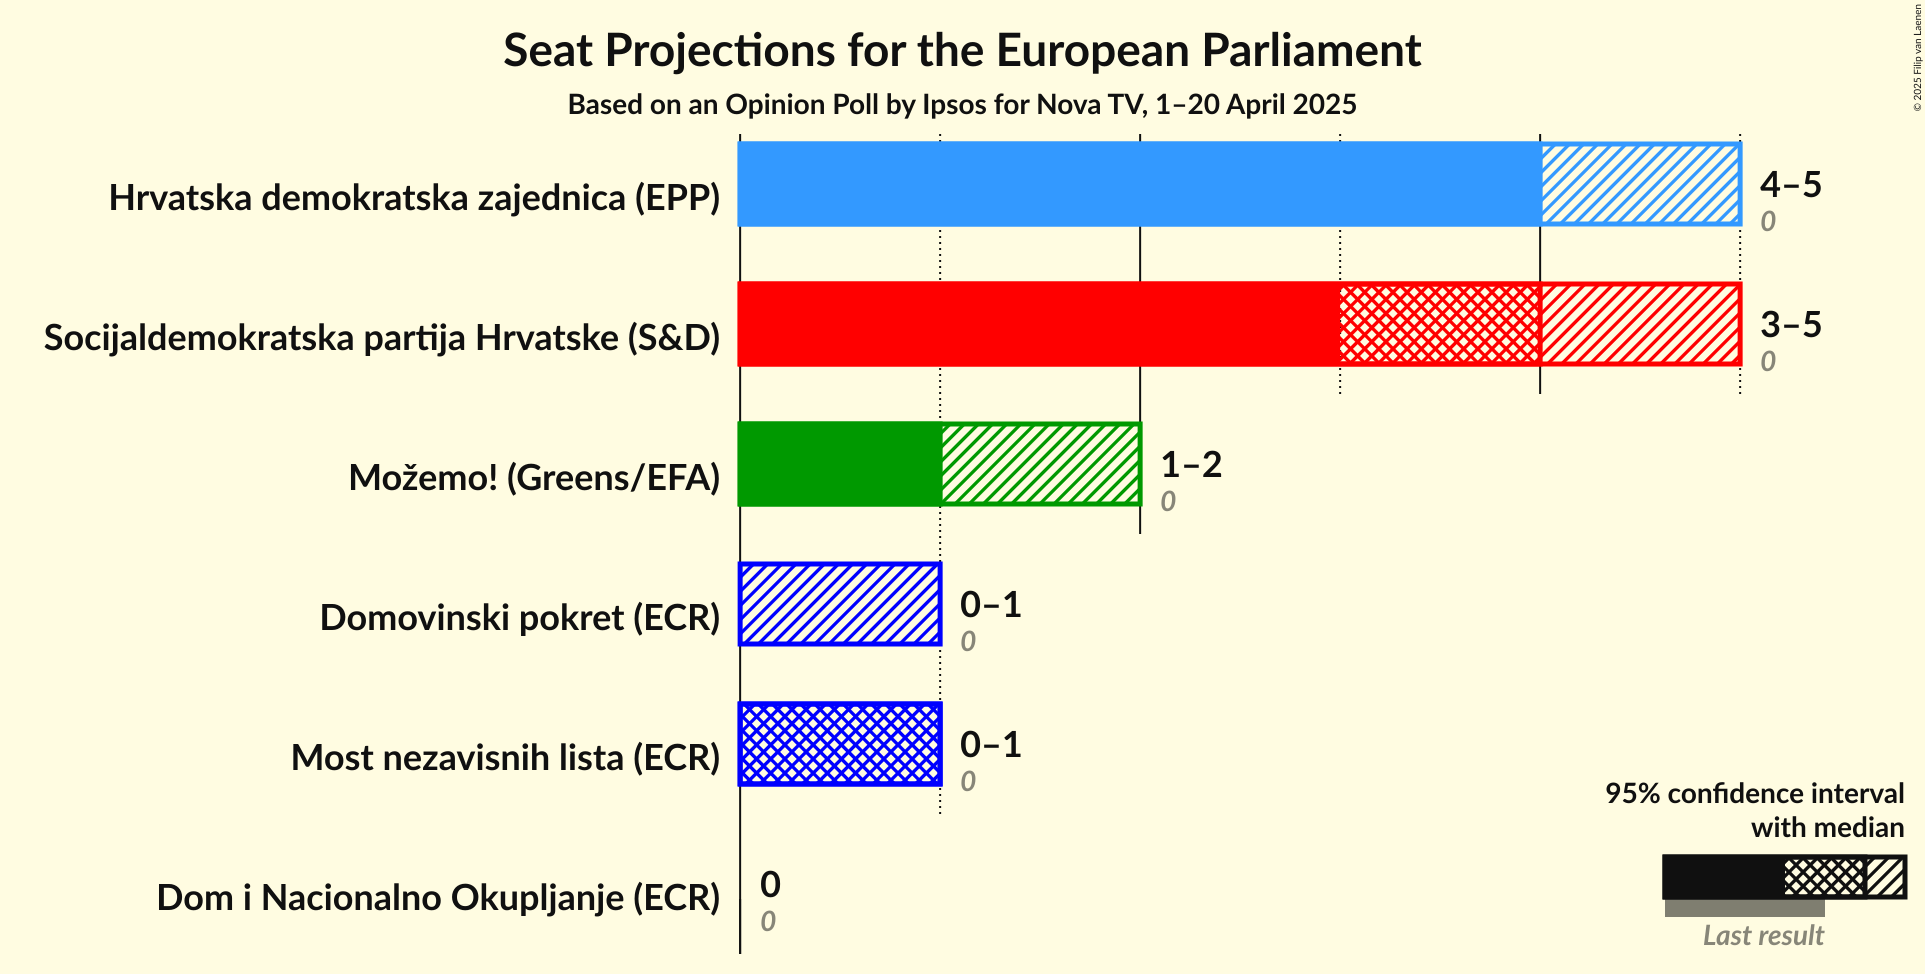 Seat Projections for the European Parliament
Based on an Opinion Poll by Ipsos for Nova TV, 1–20 April 2025
© 2025 Filip van Laenen
Hrvatska demokratska zajednica (EPP)
4–5
0
Socijaldemokratska partija Hrvatske (S&D)
3–5
0
Možemo! (Greens/EFA)
1–2
0
Domovinski pokret (ECR)
0–1
0
Most nezavisnih lista (ECR)
0–1
0
Dom i Nacionalno Okupljanje (ECR)
0
0
95% confidence interval
with median
Last result